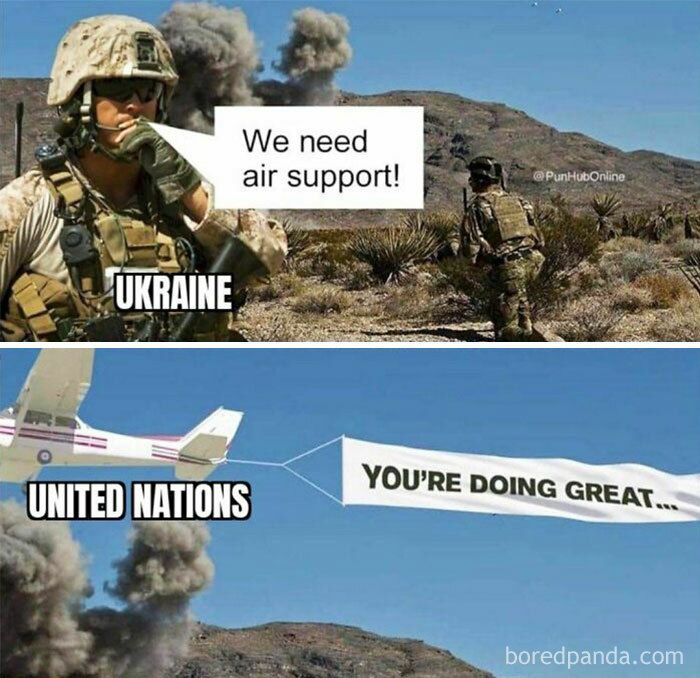 We need
air support!
@PunHubOnline
UKRAINE
UNITED NATIONS
YOU'RE DOING GREAT...
boredpanda.com